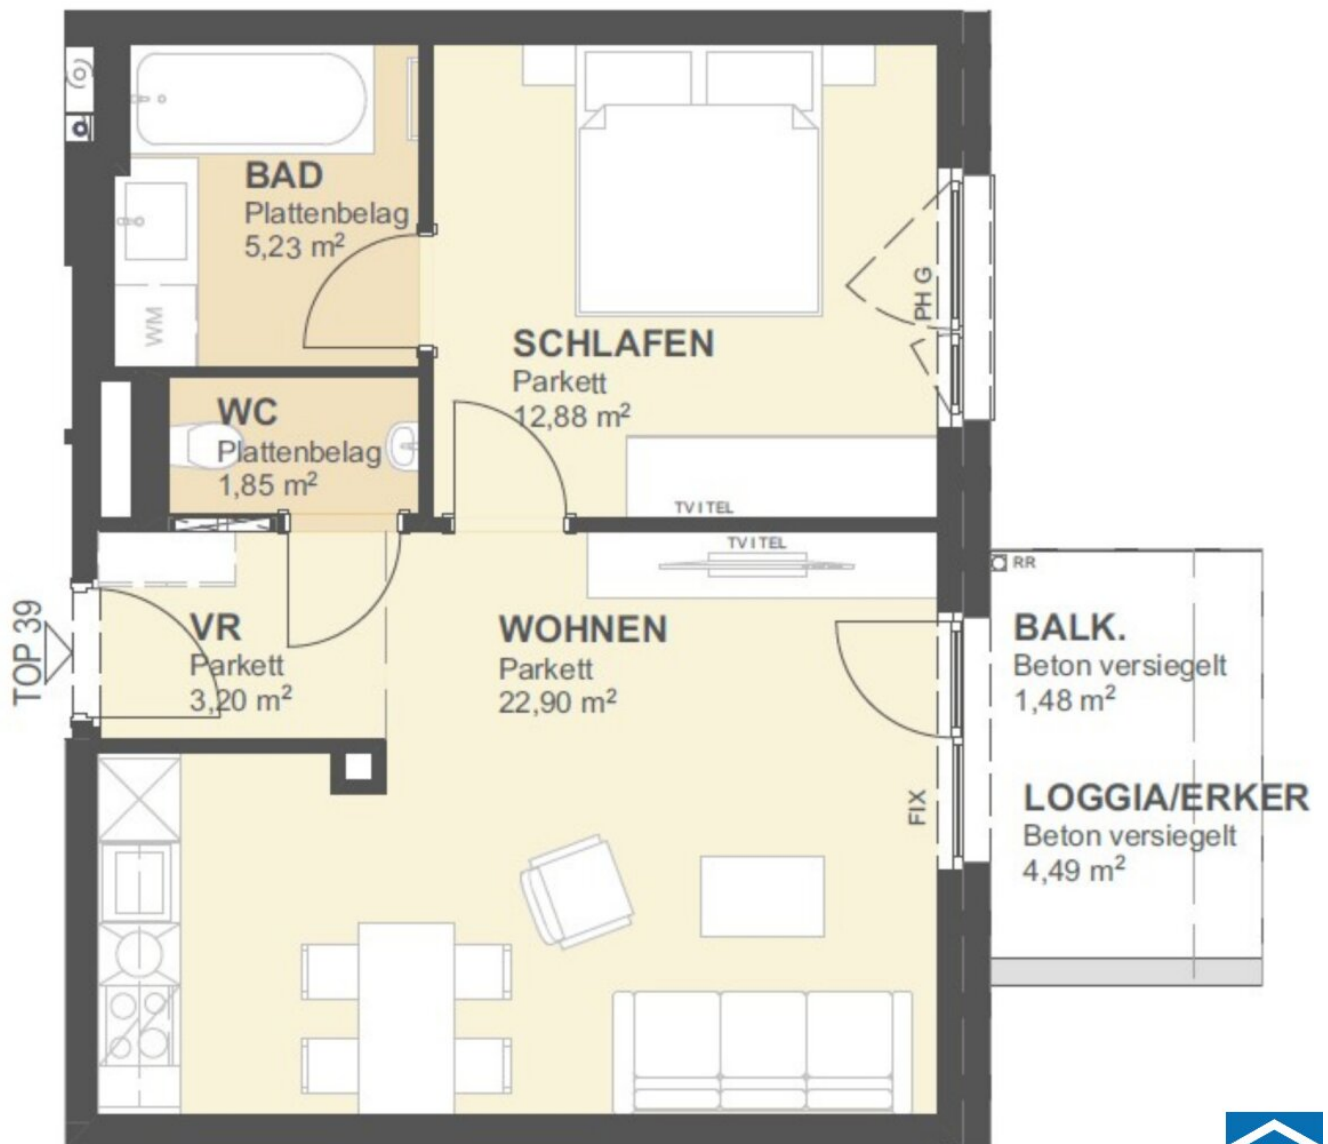 BAD
Plattenbelag
5,23 m²
WM
SCHLAFEN
Parkett
12,88 m²
PH G
WC
Plattenbelag
1,85 m²
TV I TEL
TV I TEL
RR
TOP 39
VR
Parkett
3,20 m²
WOHNEN
Parkett
22,90 m²
BALK.
Beton versiegelt
1,48 m²
FIX
LOGGIA/ERKER
Beton versiegelt
4,49 m²